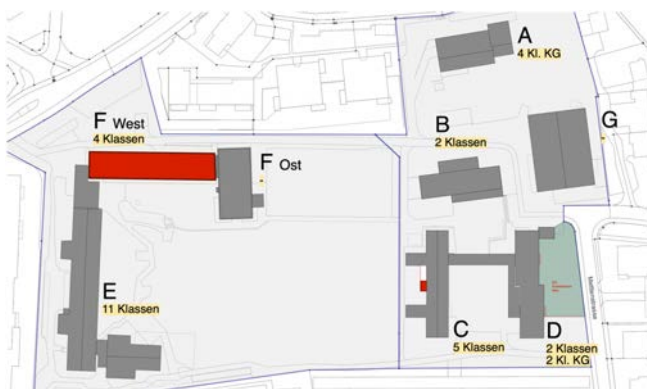 A
4 Kl. KG
F West
4 Klassen
B
2 Klassen
G
-
F Ost
-
E
11 Klassen
C
5 Klassen
D
2 Klassen
2 Kl. KG